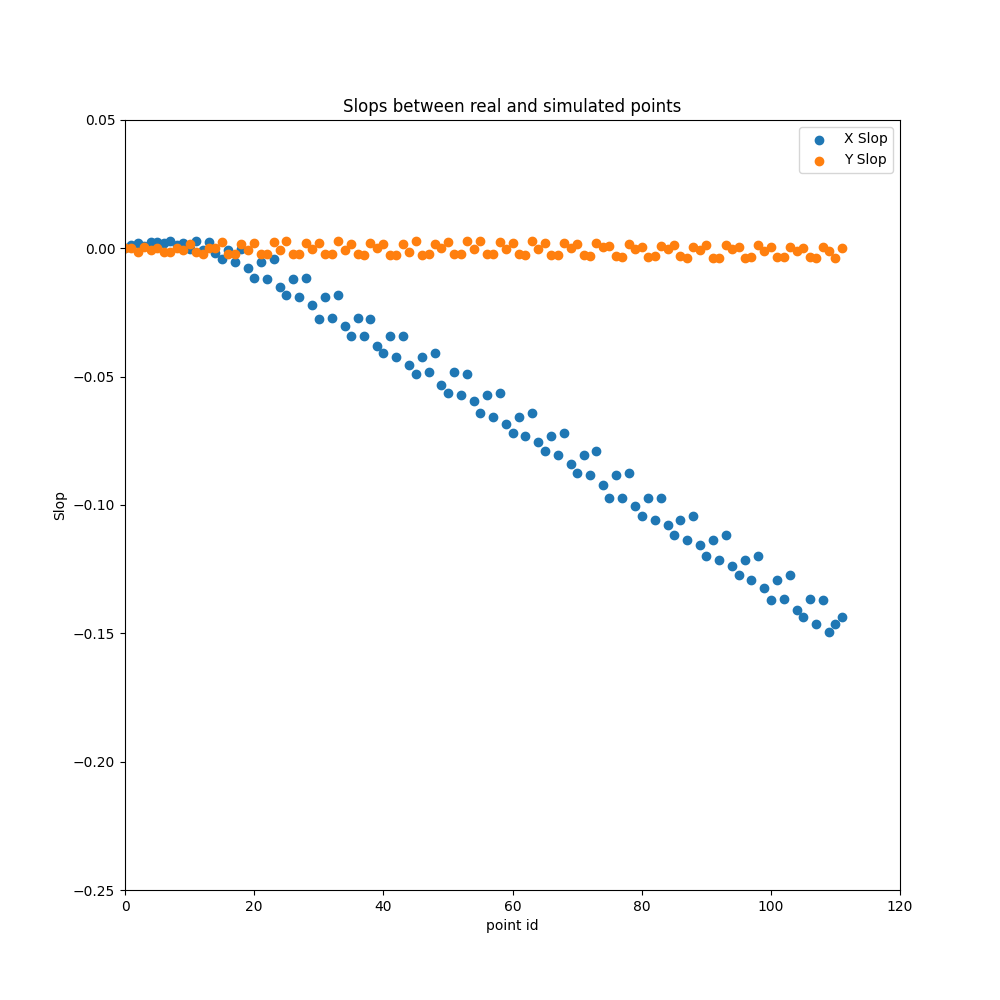 Slops between real and simulated points
X Slop
Y Slop
0.05
0.00
−0.05
−0.10
−0.15
−0.20
−0.25
Slop
0 20 40 60 80 100 120
point id